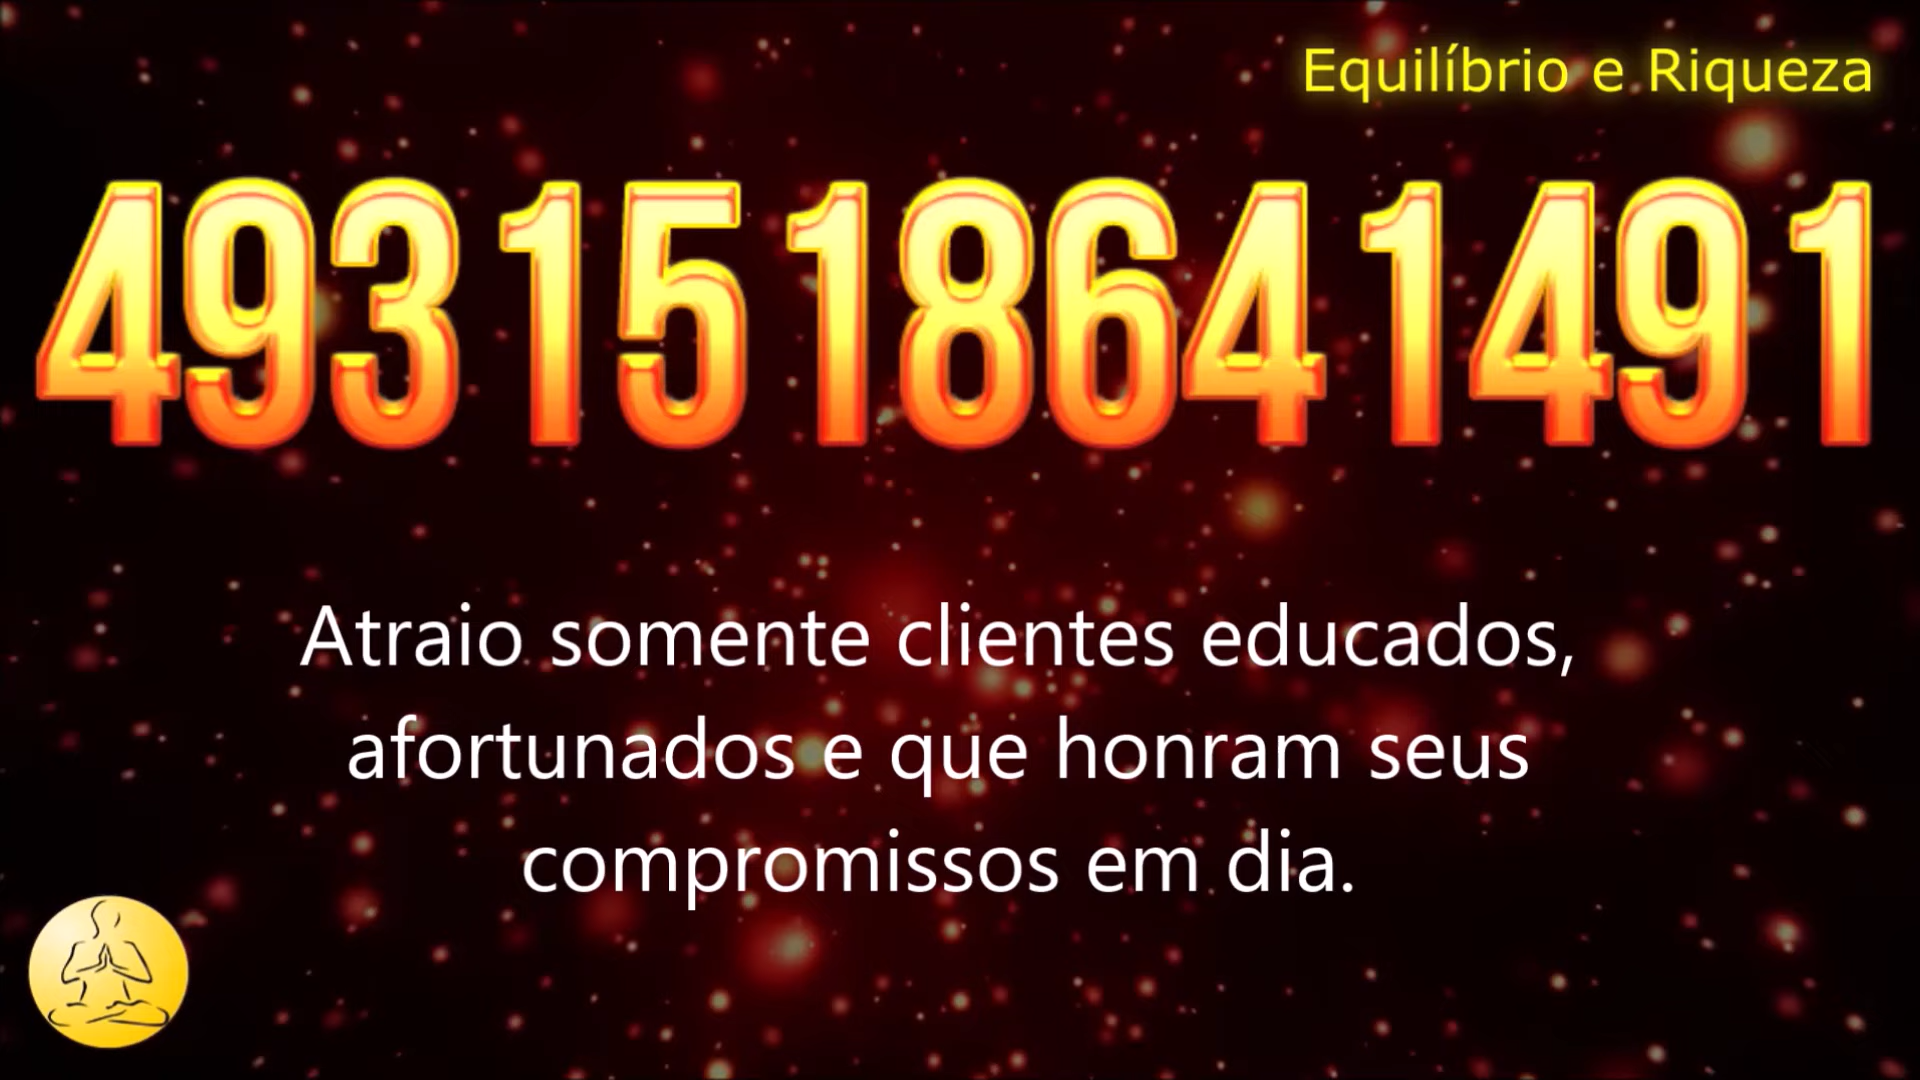 Equilíbrio e Riqueza
4931518641491
Atraio somente clientes educados,
afortunados e que honram seus
compromissos em dia.